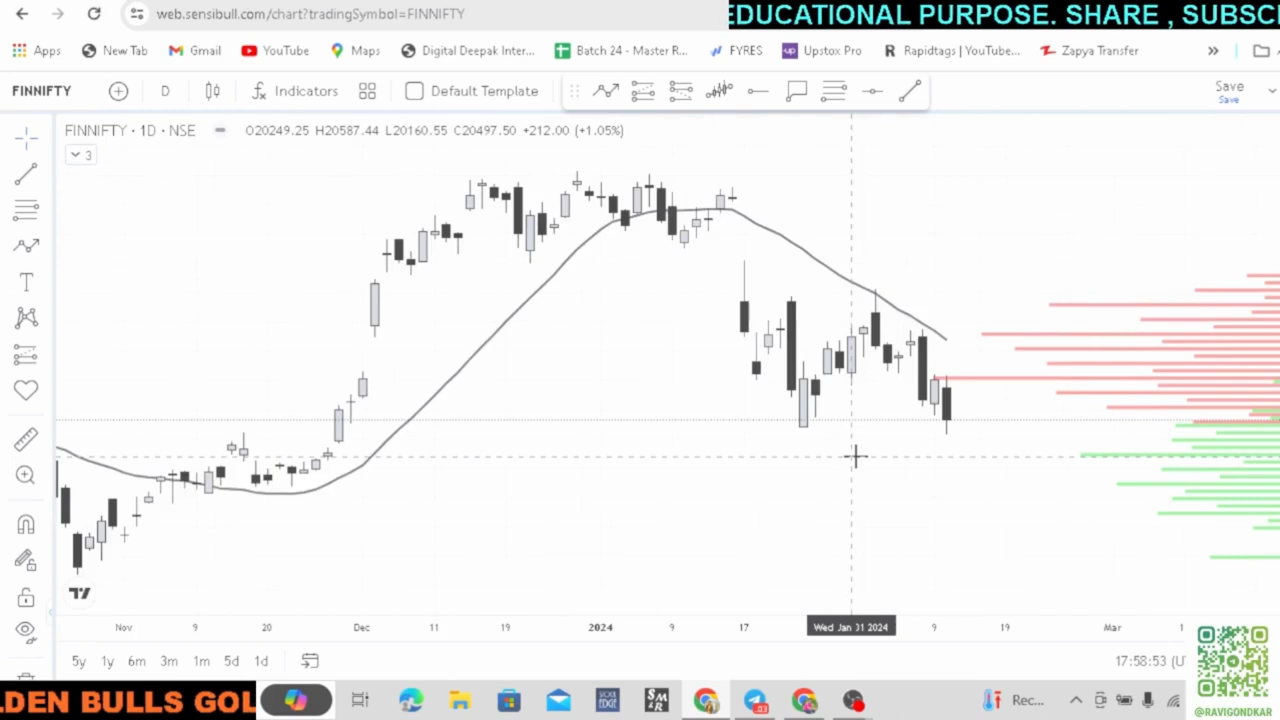 web.sensibull.com/chart?tradingSymbol=FINNIFTY
EDUCATIONAL PURPOSE. SHARE , SUBSC
Apps New Tab Gmail YouTube Maps Digital Deepak Inter... Batch 24 - Master R... FYRES Upstox Pro Rapidtags | YouTube... Zapya Transfer »
FINNIFTY D Indicators Default Template Save
Save
FINNIFTY · 1D · NSE O20249.25 H20587.44 L20160.55 C20497.50 +212.00 (+1.05%)
3
Nov 9 20 Dec 11 19 2024 9 17 Wed Jan 31 2024 9 19 Mar 1
5y 1y 6m 3m 1m 5d 1d 17:58:53 (U
LDEN BULLS GOL
Rec...
@RAVIGONDKAR